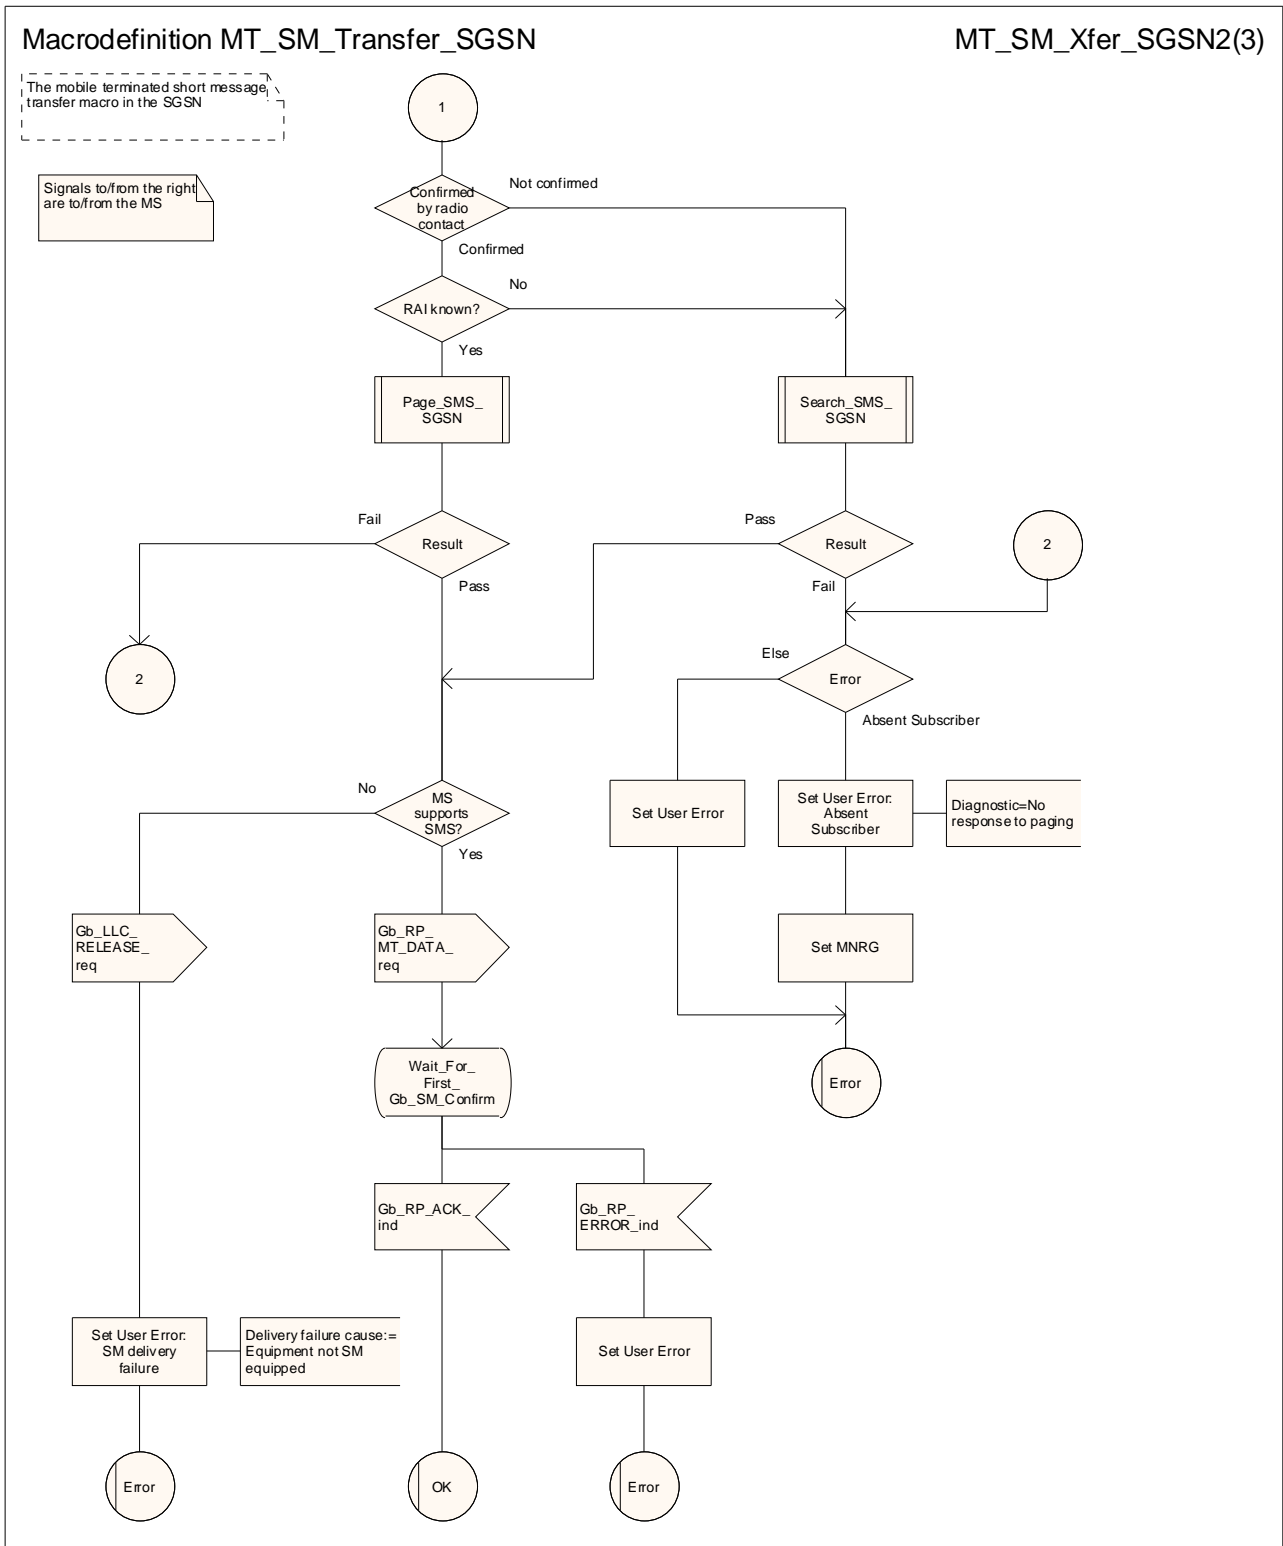 Macrodefinition MT_SM_Transfer_SGSN
MT_SM_Xfer_SGSN2(3)
The mobile terminated short message
transfer macro in the SGSN
1
Signals to/from the right
are to/from the MS
Confirmed
by radio
contact
Not confirmed
Confirmed
RAI known?
No
Yes
Page_SMS_
SGSN
Search_SMS_
SGSN
Fail
Result
Pass
Pass
Result
Fail
2
2
Else
Error
Absent Subscriber
No
MS
supports
SMS?
Yes
Set User Error
Set User Error:
Absent
Subscriber
Diagnostic=No
response to paging
Gb_LLC_
RELEASE_
req
Gb_RP_
MT_DATA_
req
Set MNRG
Wait_For_
First_
Gb_SM_Confirm
Error
Gb_RP_ACK_
ind
Gb_RP_
ERROR_ind
Set User Error:
SM delivery
failure
Delivery failure cause:=
Equipment not SM
equipped
Set User Error
Error
OK
Error